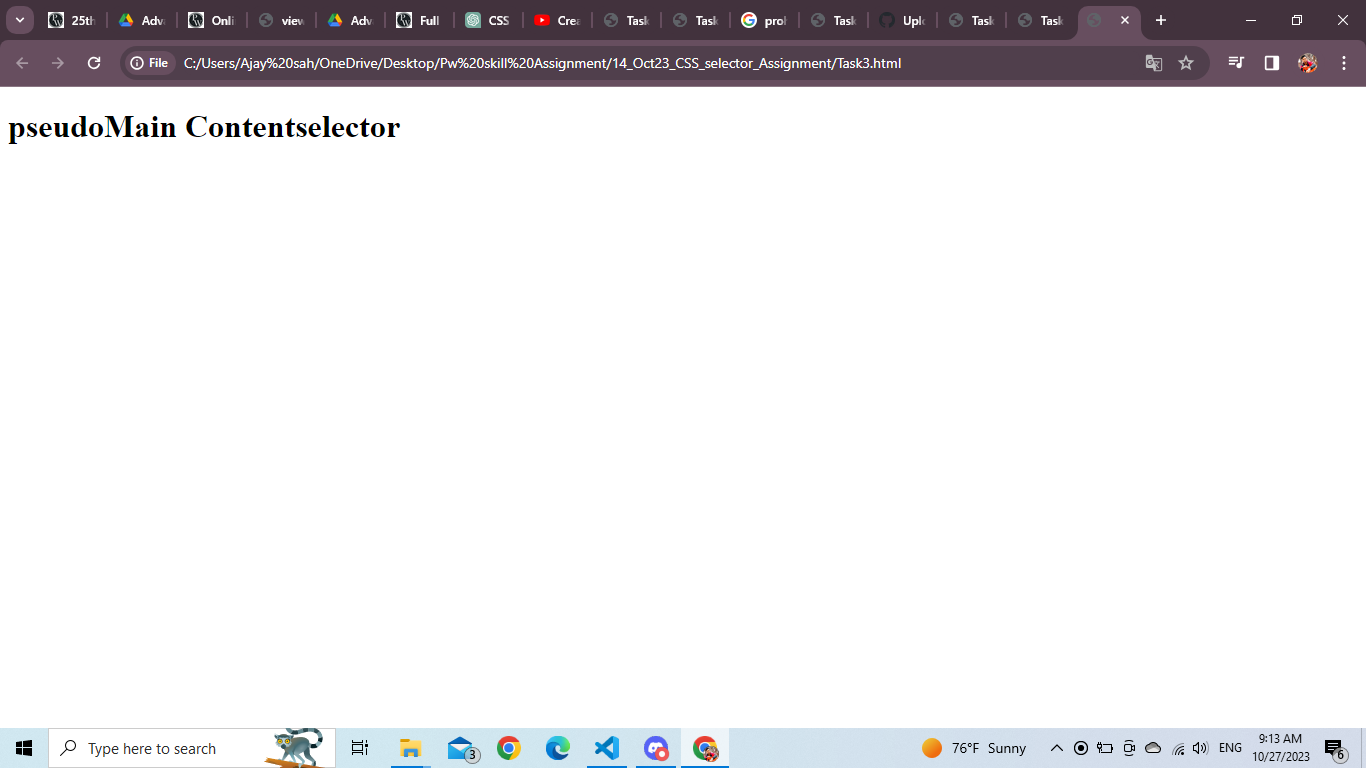 25th
Adv
Onli
view
Adv
Full
CSS
Crea
Task
Task
prol
Task
Uplo
Task
Task
File
C:/Users/Ajay%20sah/OneDrive/Desktop/Pw%20skill%20Assignment/14_Oct23_CSS_selector_Assignment/Task3.html
pseudoMain Contentselector
Type here to search
3
76°F Sunny
ENG
9:13 AM
10/27/2023
6